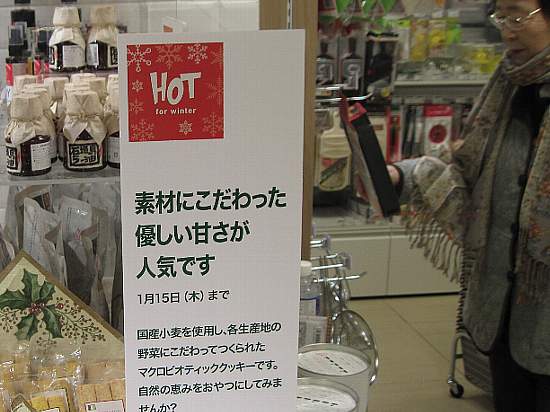 HOT
for winter
素材にこだわった
優しい甘さが
人気です
1月15日（木）まで
国産小麦を使用し、各生産地の
野菜にこだわってつくられた
マクロビオティッククッキーです。
自然の恵みをおやつにしてみま
せんか？